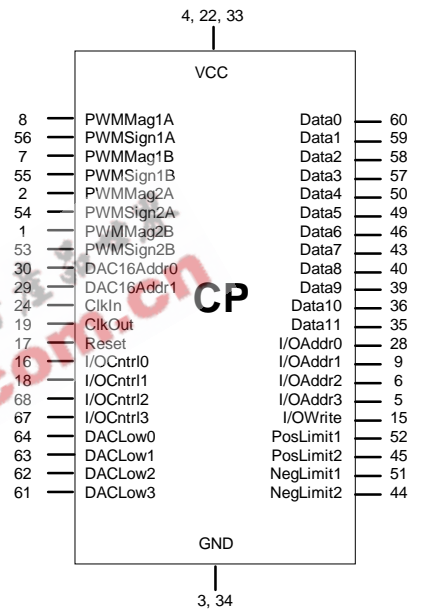 4, 22, 33
VCC
8 PWMMag1A Data0 60
56 PWMSign1A Data1 59
7 PWMMag1B Data2 58
55 PWMSign1B Data3 57
2 PWMMag2A Data4 50
54 PWMSign2A Data5 49
1 PWMMag2B Data6 46
53 PWMSign2B Data7 43
30 DAC16Addr0 Data8 40
29 DAC16Addr1 Data9 39
24 ClkIn CP Data10 36
19 ClkOut Data11 35
17 Reset I/OAddr0 28
16 I/OCntrl0 I/OAddr1 9
18 I/OCntrl1 I/OAddr2 6
68 I/OCntrl2 I/OAddr3 5
67 I/OCntrl3 I/OWrite 15
64 DACLow0 PosLimit1 52
63 DACLow1 PosLimit2 45
62 DACLow2 NegLimit1 51
61 DACLow3 NegLimit2 44
GND
3, 34
com.cn